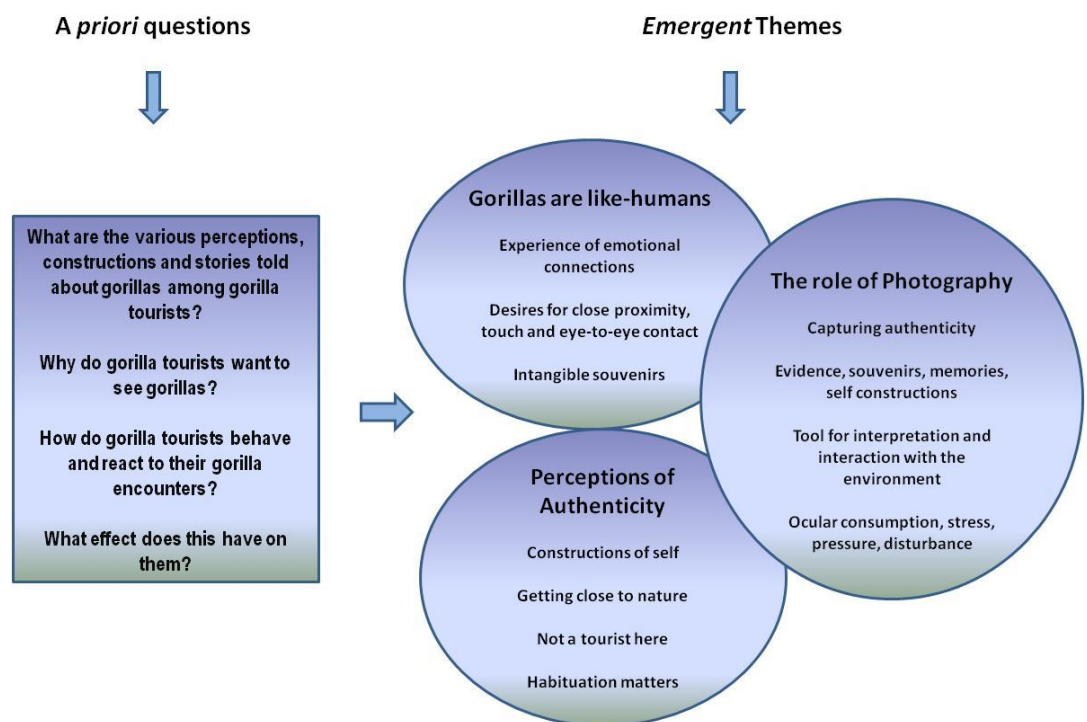 A priori questions
Emergent Themes
What are the various perceptions,
constructions and stories told
about gorillas among gorilla
tourists?
Why do gorilla tourists want to
see gorillas?
How do gorilla tourists behave
and react to their gorilla
encounters?
What effect does this have on
them?
Gorillas are like-humans
Experience of emotional
connections
Desires for close proximity,
touch and eye-to-eye contact
Intangible souvenirs
The role of Photography
Capturing authenticity
Evidence, souvenirs, memories,
self constructions
Tool for interpretation and
interaction with the
environment
Ocular consumption, stress,
pressure, disturbance
Perceptions of
Authenticity
Constructions of self
Getting close to nature
Not a tourist here
Habituation matters